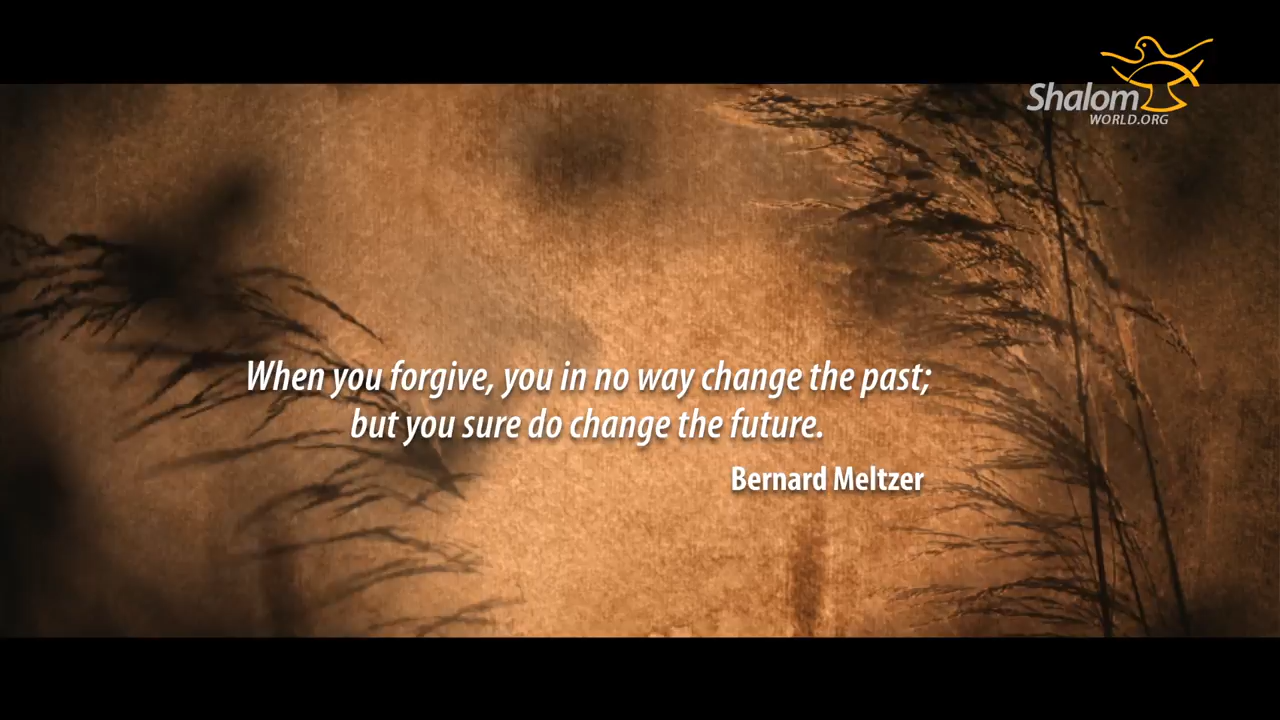 Shalom
WORLD.ORG
When you forgive, you in no way change the past;
but you sure do change the future.
Bernard Meltzer